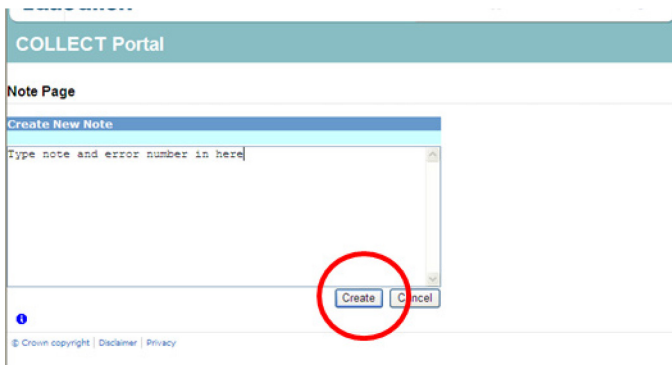 COLLECT Portal
Note Page
Create New Note
Type note and error number in here
Create Cancel
© Crown copyright | Disclaimer | Privacy